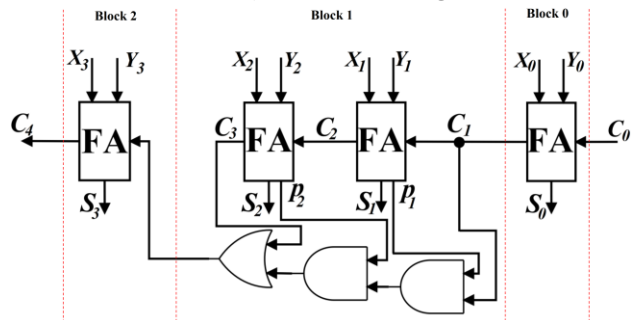 Block 2 Block 1 Block 0
X3 Y3 X2 Y2 X1 Y1 X0 Y0
C4 FA C3 FA C2 FA C1 FA C0
S3 S2 p2 S1 p1 S0